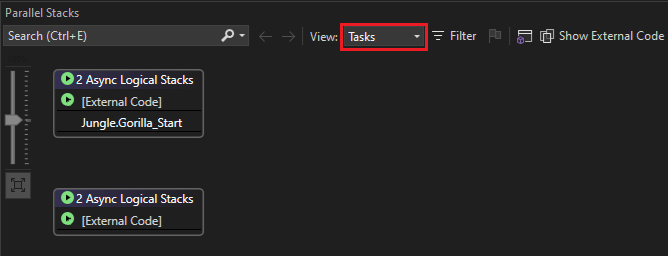 Parallel Stacks
Search (Ctrl+E) View: Tasks Filter Show External Code
2 Async Logical Stacks
[External Code]
Jungle.Gorilla_Start
2 Async Logical Stacks
[External Code]